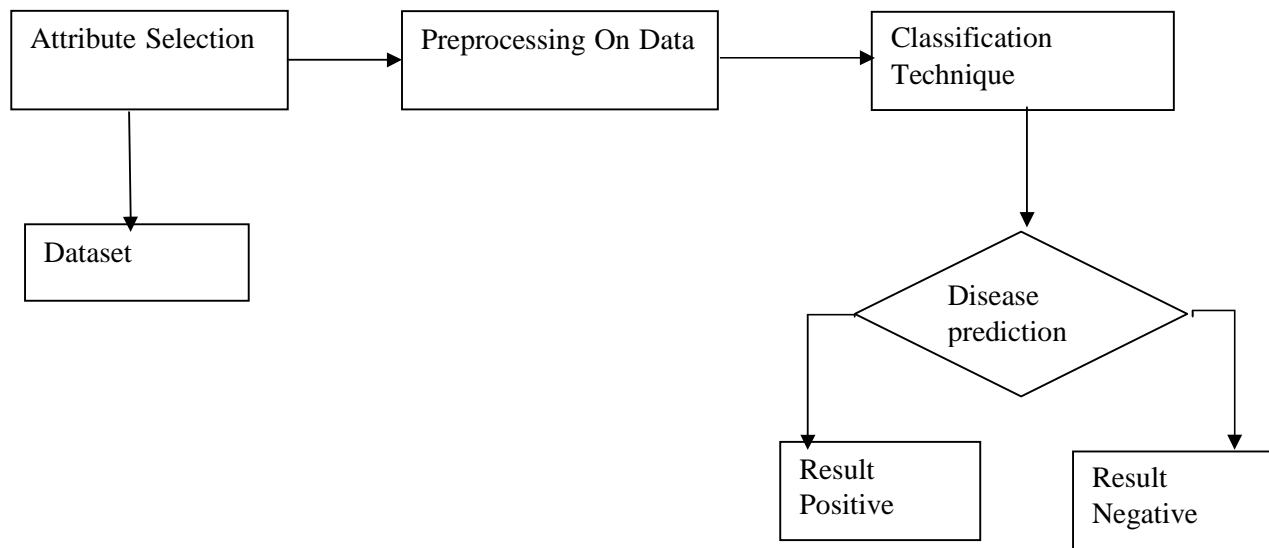 Attribute Selection
Preprocessing On Data
Classification
Technique
Dataset
Disease
prediction
Result
Positive
Result
Negative